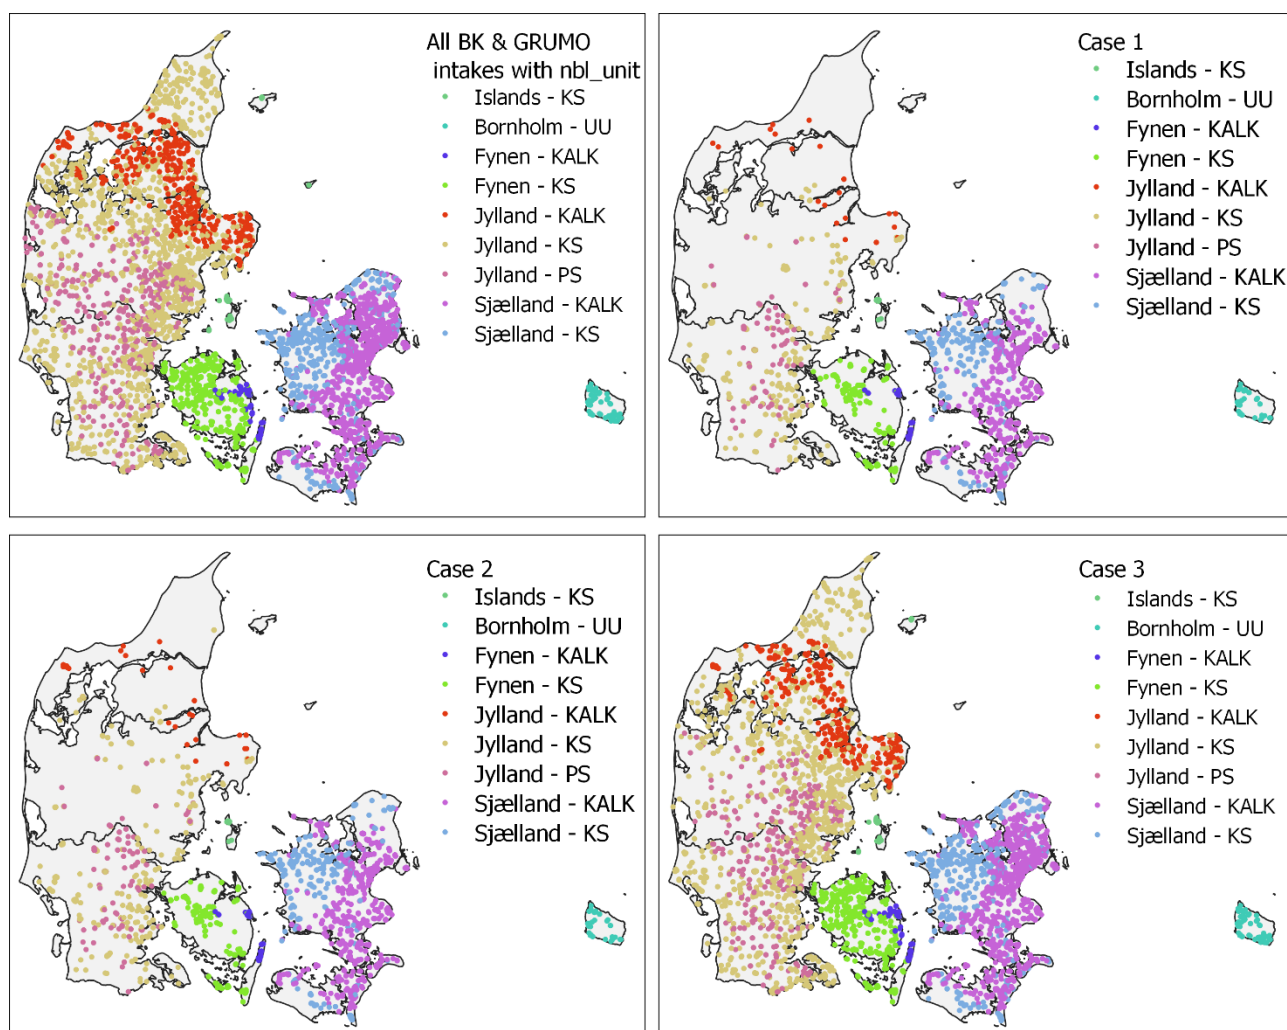 All BK & GRUMO
intakes with nbl_unit
Islands - KS
Bornholm - UU
Fynen - KALK
Fynen - KS
Jylland - KALK
Jylland - KS
Jylland - PS
Sjælland - KALK
Sjælland - KS
Case 1
Islands - KS
Bornholm - UU
Fynen - KALK
Fynen - KS
Jylland - KALK
Jylland - KS
Jylland - PS
Sjælland - KALK
Sjælland - KS
Case 2
Islands - KS
Bornholm - UU
Fynen - KALK
Fynen - KS
Jylland - KALK
Jylland - KS
Jylland - PS
Sjælland - KALK
Sjælland - KS
Case 3
Islands - KS
Bornholm - UU
Fynen - KALK
Fynen - KS
Jylland - KALK
Jylland - KS
Jylland - PS
Sjælland - KALK
Sjælland - KS